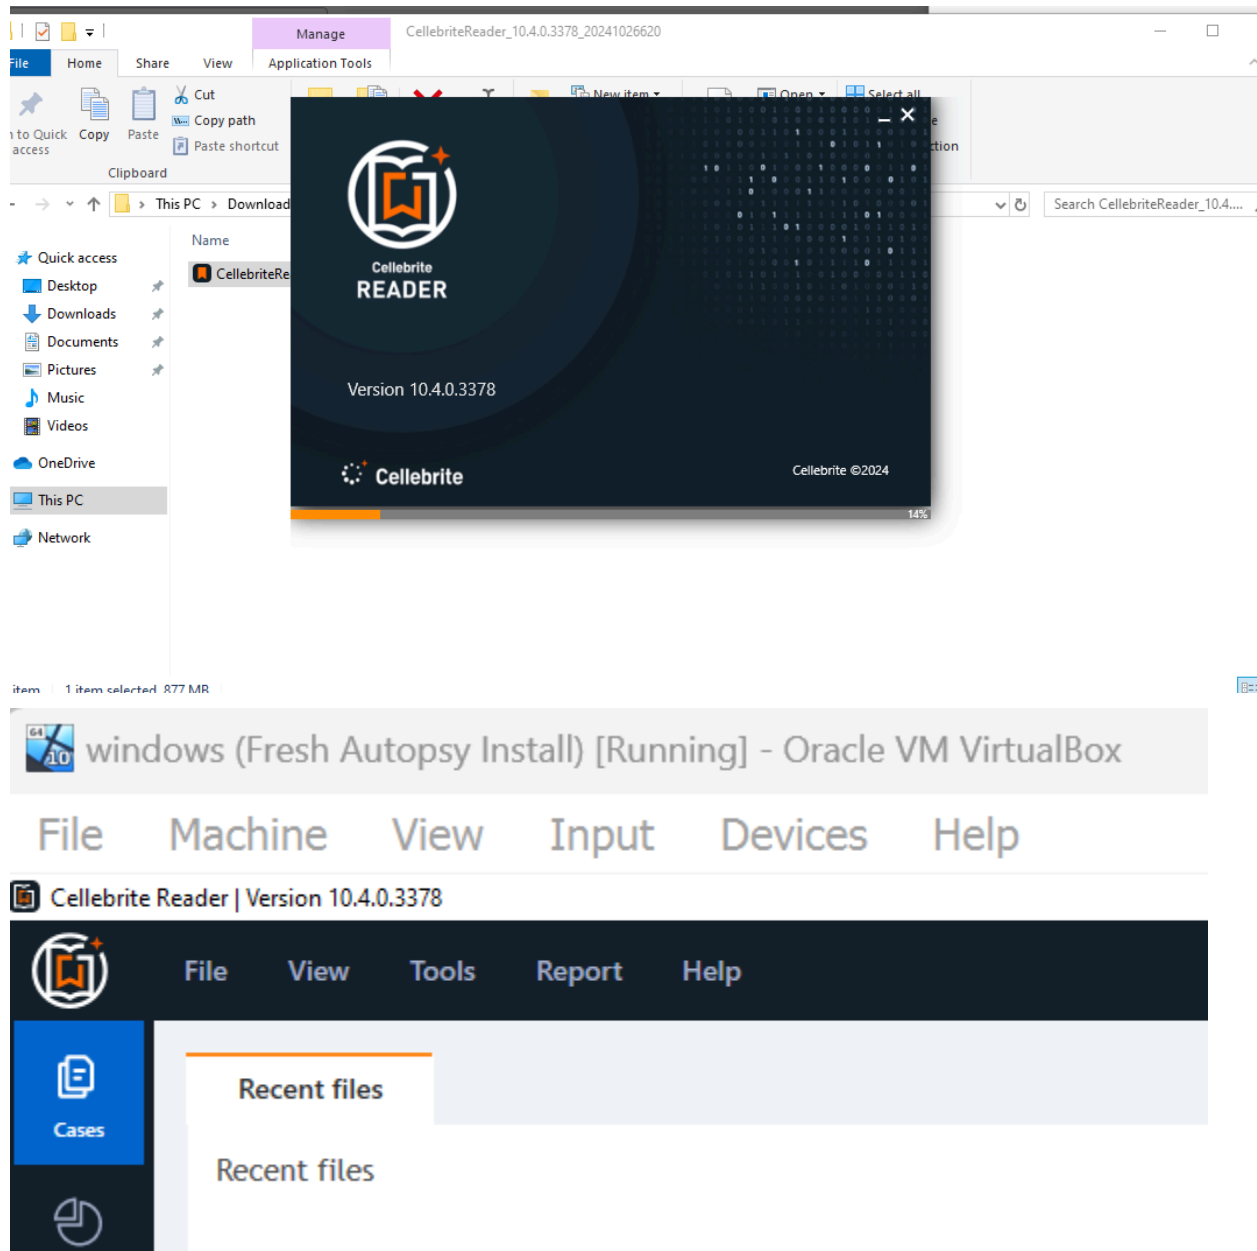 Manage CellebriteReader_10.4.0.3378_20241026620
File Home Share View Application Tools
Cut New item Open Select all
Copy path
to Quick access Copy Paste Paste shortcut
Clipboard
This PC > Download Search CellebriteReader_10.4....
Name
CellebriteRe
Quick access
Desktop
Downloads
Documents
Pictures
Music
Videos
OneDrive
This PC
Network
Cellebrite
READER
Version 10.4.0.3378
Cellebrite
Cellebrite ©2024
14%
item 1 item selected 877 MB
windows (Fresh Autopsy Install) [Running] - Oracle VM VirtualBox
File Machine View Input Devices Help
Cellebrite Reader | Version 10.4.0.3378
File View Tools Report Help
Cases
Recent files
Recent files